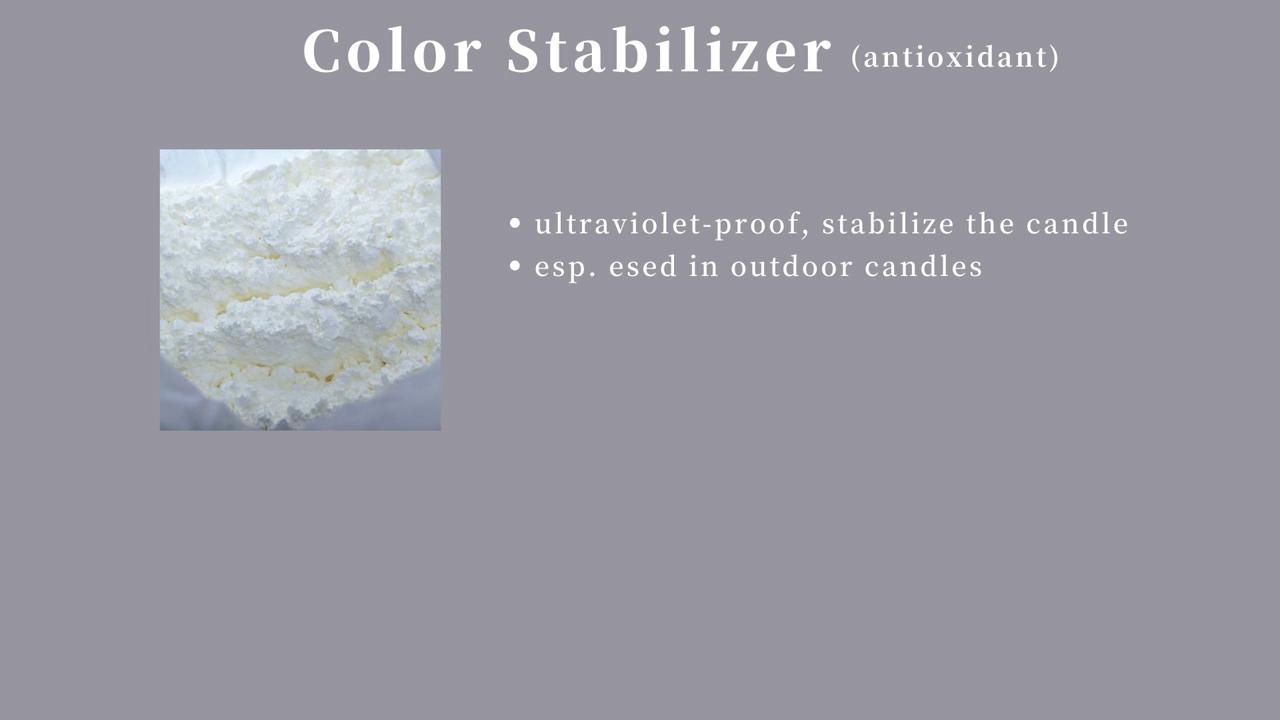 Color Stabilizer (antioxidant)
• ultraviolet-proof, stabilize the candle
• esp. esed in outdoor candles